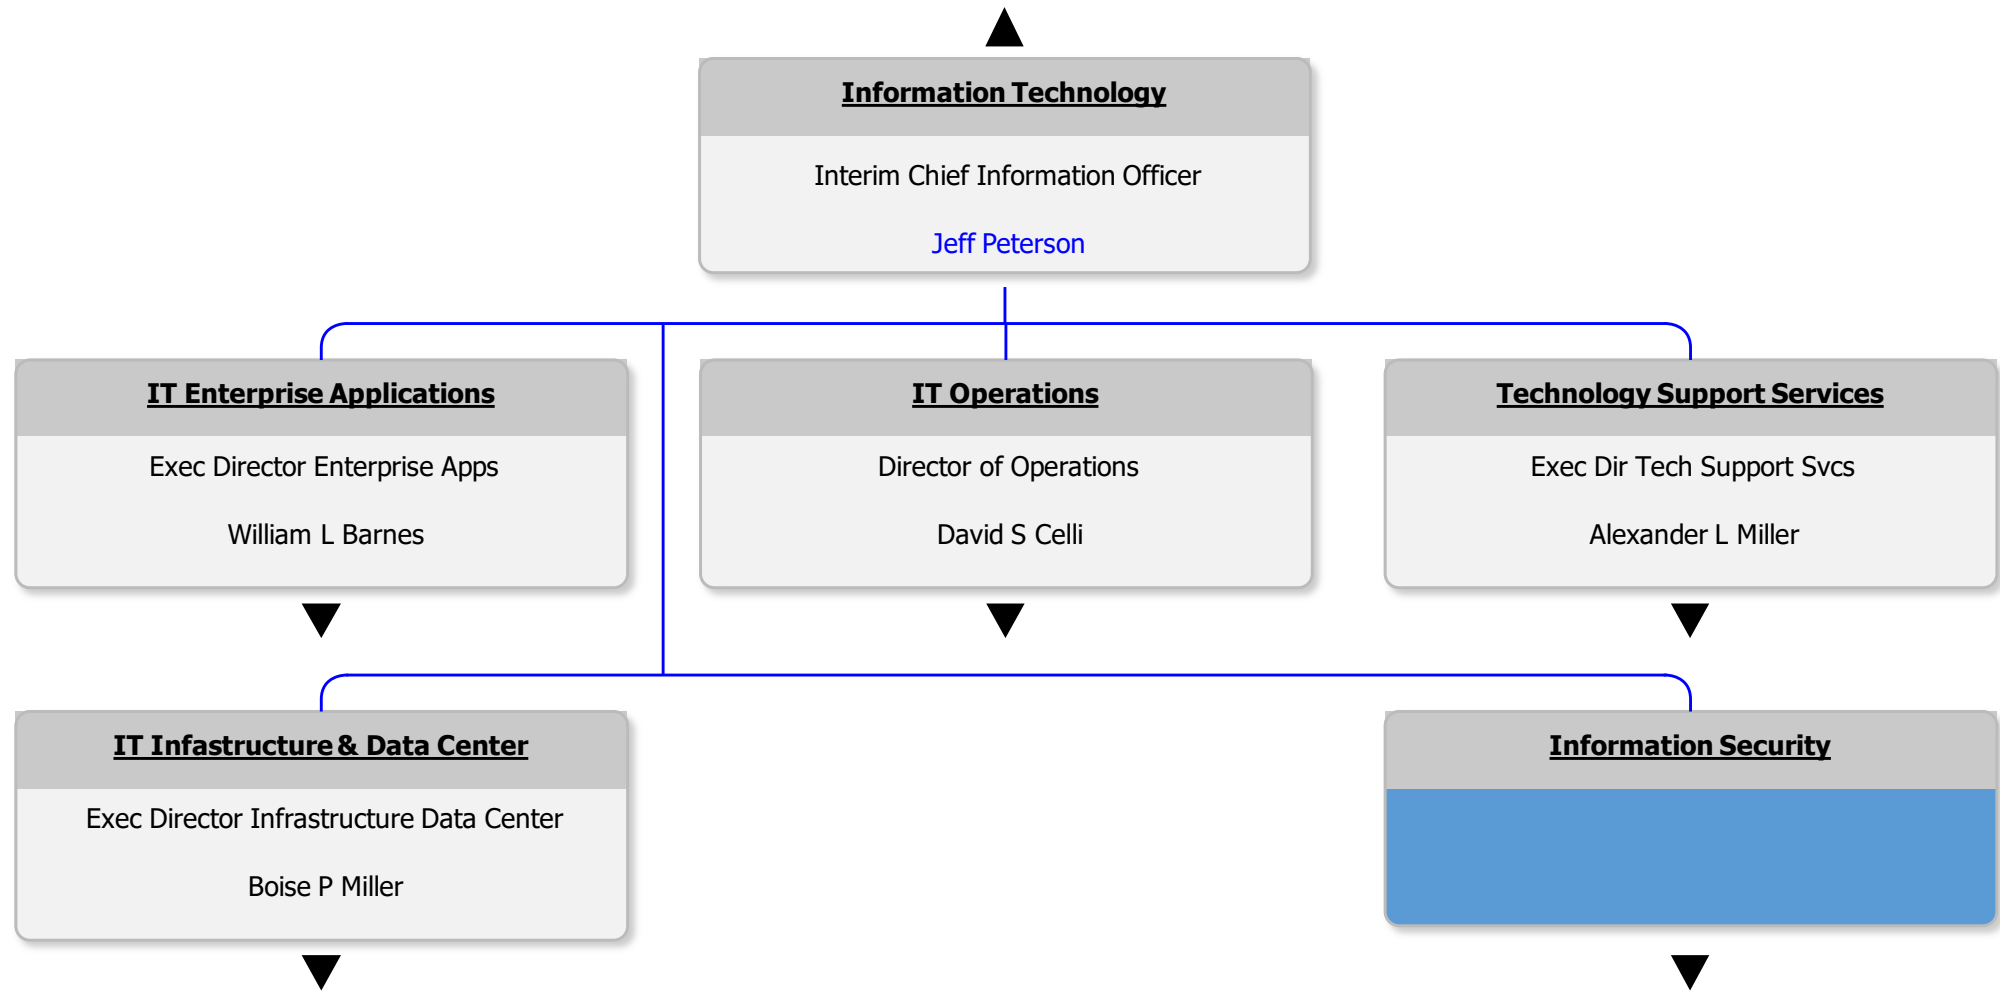 Information Technology
Interim Chief Information Officer
Jeff Peterson
IT Enterprise Applications
Exec Director Enterprise Apps
William L Barnes
IT Operations
Director of Operations
David S Celli
Technology Support Services
Exec Dir Tech Support Svcs
Alexander L Miller
IT Infastructure & Data Center
Exec Director Infrastructure Data Center
Boise P Miller
Information Security